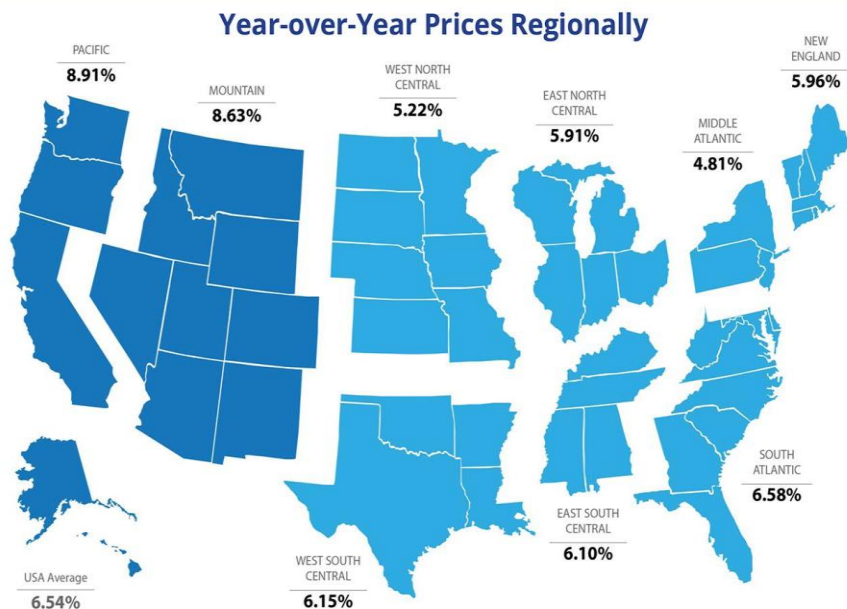 Year-over-Year Prices Regionally
PACIFIC
8.91%
MOUNTAIN
8.63%
WEST NORTH
CENTRAL
5.22%
EAST NORTH
CENTRAL
5.91%
MIDDLE
ATLANTIC
4.81%
NEW
ENGLAND
5.96%
USA Average
6.54%
WEST SOUTH
CENTRAL
6.15%
EAST SOUTH
CENTRAL
6.10%
SOUTH
ATLANTIC
6.58%